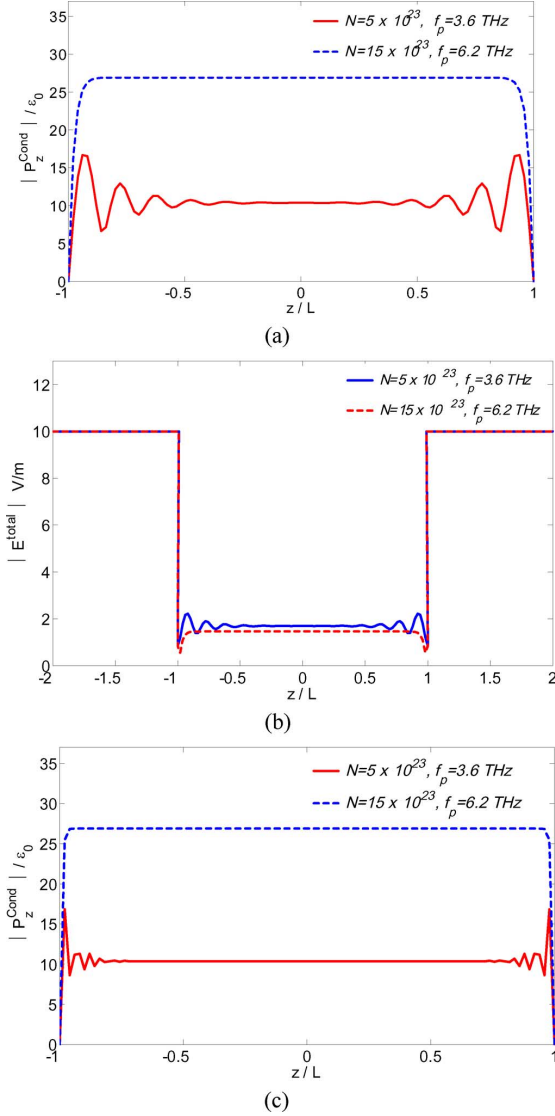 35
30
25
20
15
10
5
0
| P_z^Cond | / ε_0
N=5 x 10^23, f_p=3.6 THz
N=15 x 10^23, f_p=6.2 THz
-1 -0.5 0 0.5 1
z / L
(a)
12
10
8
6
4
2
0
| E^total | V/m
N=5 x 10^23, f_p=3.6 THz
N=15 x 10^23, f_p=6.2 THz
-2 -1.5 -1 -0.5 0 0.5 1 1.5 2
z / L
(b)
35
30
25
20
15
10
5
0
| P_z^Cond | / ε_0
N=5 x 10^23, f_p=3.6 THz
N=15 x 10^23, f_p=6.2 THz
-1 -0.5 0 0.5 1
z / L
(c)